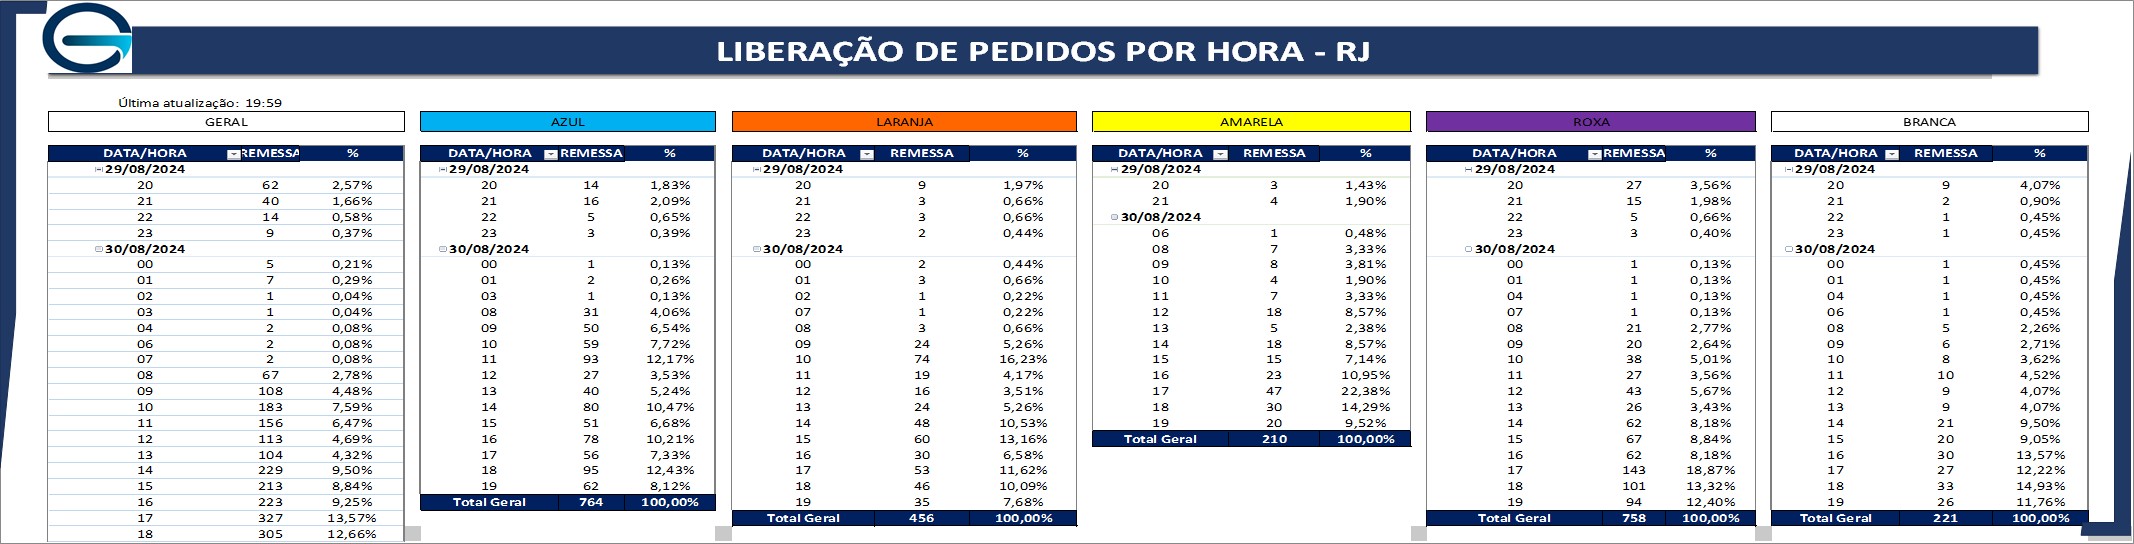 LIBERAÇÃO DE PEDIDOS POR HORA - RJ
Última atualização: 19:59
GERAL
DATA/HORA REMESSA %
29/08/2024
20 62 2,57%
21 40 1,66%
22 14 0,58%
23 9 0,37%
30/08/2024
00 5 0,21%
01 7 0,29%
02 1 0,04%
03 1 0,04%
04 2 0,08%
06 2 0,08%
07 2 0,08%
08 67 2,78%
09 108 4,48%
10 183 7,59%
11 156 6,47%
12 113 4,69%
13 104 4,32%
14 229 9,50%
15 213 8,84%
16 223 9,25%
17 327 13,57%
18 305 12,66%
AZUL
DATA/HORA REMESSA %
29/08/2024
20 14 1,83%
21 16 2,09%
22 5 0,65%
23 3 0,39%
30/08/2024
00 1 0,13%
01 2 0,26%
03 1 0,13%
08 31 4,06%
09 50 6,54%
10 59 7,72%
11 93 12,17%
12 27 3,53%
13 40 5,24%
14 80 10,47%
15 51 6,68%
16 78 10,21%
17 56 7,33%
18 95 12,43%
19 62 8,12%
Total Geral 764 100,00%
LARANJA
DATA/HORA REMESSA %
29/08/2024
20 9 1,97%
21 3 0,66%
22 3 0,66%
23 2 0,44%
30/08/2024
00 2 0,44%
01 3 0,66%
02 1 0,22%
07 1 0,22%
08 3 0,66%
09 24 5,26%
10 74 16,23%
11 19 4,17%
12 16 3,51%
13 24 5,26%
14 48 10,53%
15 60 13,16%
16 30 6,58%
17 53 11,62%
18 46 10,09%
19 35 7,68%
Total Geral 456 100,00%
AMARELA
DATA/HORA REMESSA %
29/08/2024
20 3 1,43%
21 4 1,90%
30/08/2024
06 1 0,48%
08 7 3,33%
09 8 3,81%
10 4 1,90%
11 7 3,33%
12 18 8,57%
13 5 2,38%
14 18 8,57%
15 15 7,14%
16 23 10,95%
17 47 22,38%
18 30 14,29%
19 20 9,52%
Total Geral 210 100,00%
ROXA
DATA/HORA REMESSA %
29/08/2024
20 27 3,56%
21 15 1,98%
22 5 0,66%
23 3 0,40%
30/08/2024
00 1 0,13%
01 1 0,13%
04 1 0,13%
07 1 0,13%
08 21 2,77%
09 20 2,64%
10 38 5,01%
11 27 3,56%
12 43 5,67%
13 26 3,43%
14 62 8,18%
15 67 8,84%
16 62 8,18%
17 143 18,87%
18 101 13,32%
19 94 12,40%
Total Geral 758 100,00%
BRANCA
DATA/HORA REMESSA %
29/08/2024
20 9 4,07%
21 2 0,90%
22 1 0,45%
23 1 0,45%
30/08/2024
00 1 0,45%
01 1 0,45%
04 1 0,45%
06 1 0,45%
08 5 2,26%
09 6 2,71%
10 8 3,62%
11 10 4,52%
12 9 4,07%
13 9 4,07%
14 21 9,50%
15 20 9,05%
16 30 13,57%
17 27 12,22%
18 33 14,93%
19 26 11,76%
Total Geral 221 100,00%